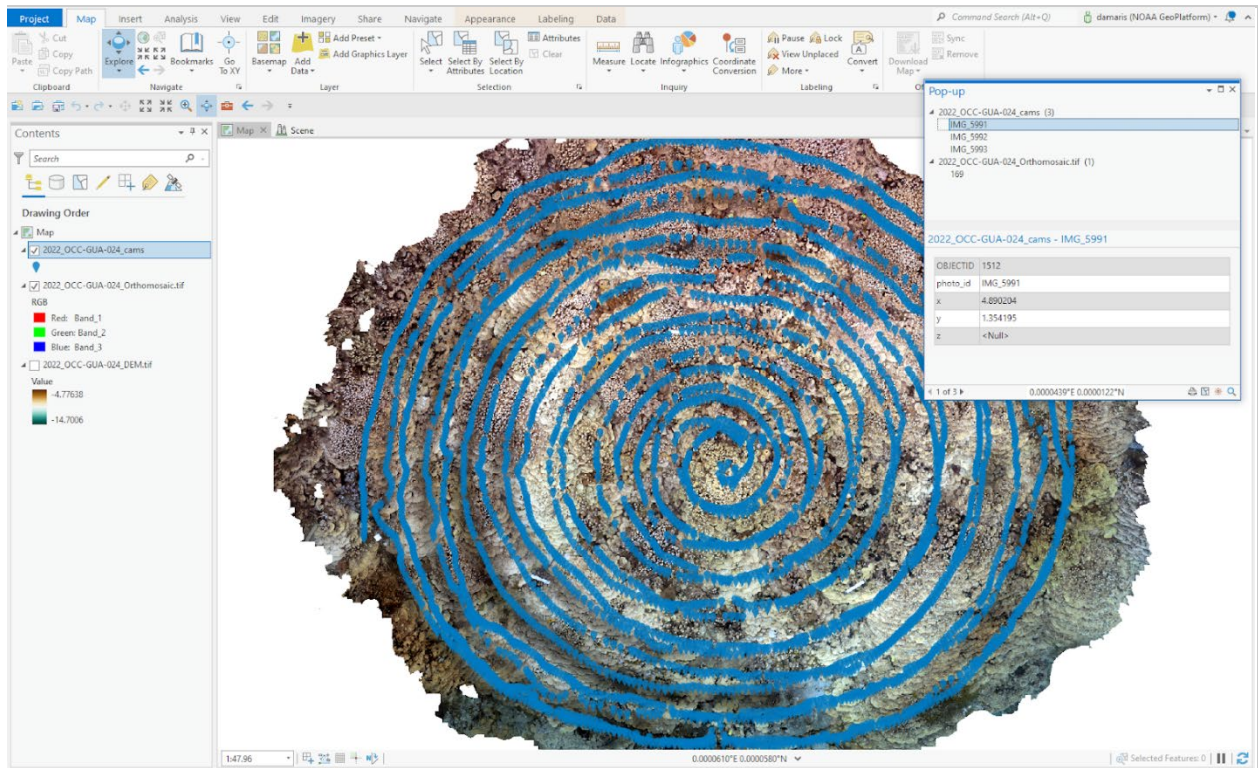 Project Map Insert Analysis View Edit Imagery Share Navigate Appearance Labeling Data
Command Search (Alt+Q) damaris (NOAA GeoPlatform)
Paste Cut
Copy
Copy Path
Clipboard
Explore Bookmarks Go To XY
Navigate
Basemap Add Data
Add Preset
Add Graphics Layer
Layer
Select Select By Attributes Select By Location
Attributes
Clear
Selection
Measure Locate Infographics Coordinate Conversion
Inquiry
Pause Lock
View Unplaced
More
Convert
Labeling
Download Map
Sync
Remove
Contents
Search
Drawing Order
Map
2022_OCC-GUA-024_cams
2022_OCC-GUA-024_Orthomosaic.tif
RGB
Red: Band_1
Green: Band_2
Blue: Band_3
2022_OCC-GUA-024_DEM.tif
Value
-4.77638
-14.7006
Map Scene
Pop-up
2022_OCC-GUA-024_cams (3)
IMG_5991
IMG_5992
IMG_5993
2022_OCC-GUA-024_Orthomosaic.tif (1)
169
2022_OCC-GUA-024_cams - IMG_5991
OBJECTID 1512
photo_id IMG_5991
x 4.890204
y 1.354195
z <Null>
1 of 3 0.0000439°E 0.0000122°N
1:47.96 0.0000610°E 0.0000580°N Selected Features: 0